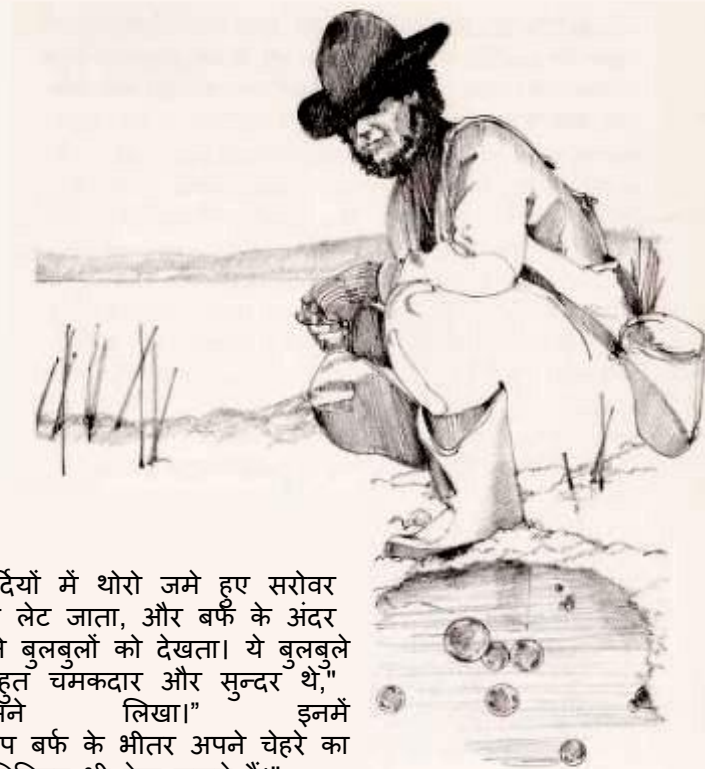 में थोरो जमे हुए सरोवर
लेट जाता, और बर्फ के अंदर
बुलबुलों को देखता। ये बुलबुले
चमकदार और सुन्दर थे,"
लिखा।” इनमें
बर्फ के भीतर अपने चेहरे का